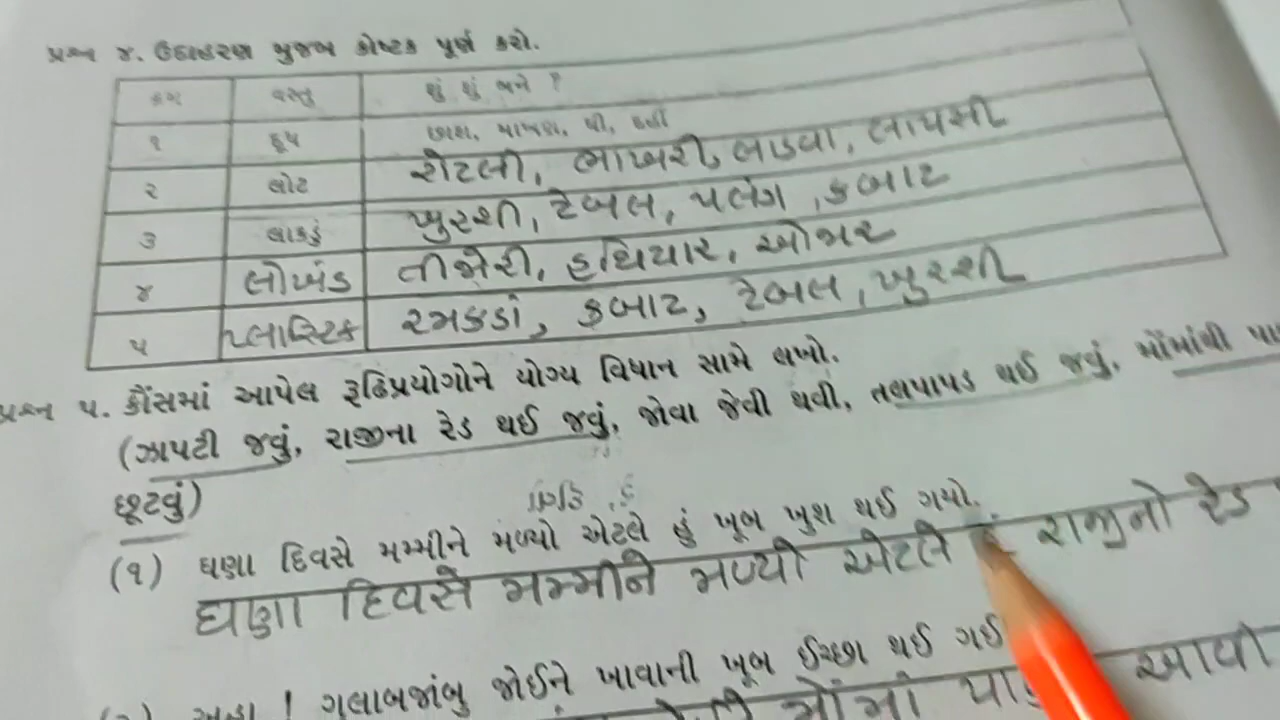 પ્રશ્ન ૪. ઉદાહરણ મુજબ કોષ્ટક પૂર્ણ કરો.
ક્રમ વસ્તુ શું શું બને ?
૧ દૂધ છાશ, માખણ, ઘી, દહીં
૨ લોટ રોટલી, ભાખરી, લાડવા, લાપસી
૩ લાકડું ખુરશી, ટેબલ, પલંગ, કબાટ
૪ લોખંડ તીજોરી, હથિયાર, ઓજાર
૫ પ્લાસ્ટિક રમકડાં, કબાટ, ટેબલ, ખુરશી
પ્રશ્ન ૫. કૌંસમાં આપેલ રૂઢિપ્રયોગોને યોગ્ય વિધાન સામે લખો.
(ઝાપટી જવું, રાજીના રેડ થઈ જવું, જોવા જેવી થવી, તલપાપડ થઈ જવું, મોંમાંથી
છૂટવું)
(૧) ઘણા દિવસે મમ્મીને મળ્યો એટલે હું ખૂબ ખુશ થઈ ગયો.
ઘણા દિવસે મમ્મીને મળ્યો એટલે રાજીનો રેડ
ગુલાબજાંબુ જોઈને ખાવાની ખૂબ ઈચ્છા થઈ ગઈ
મોંમાં આવી